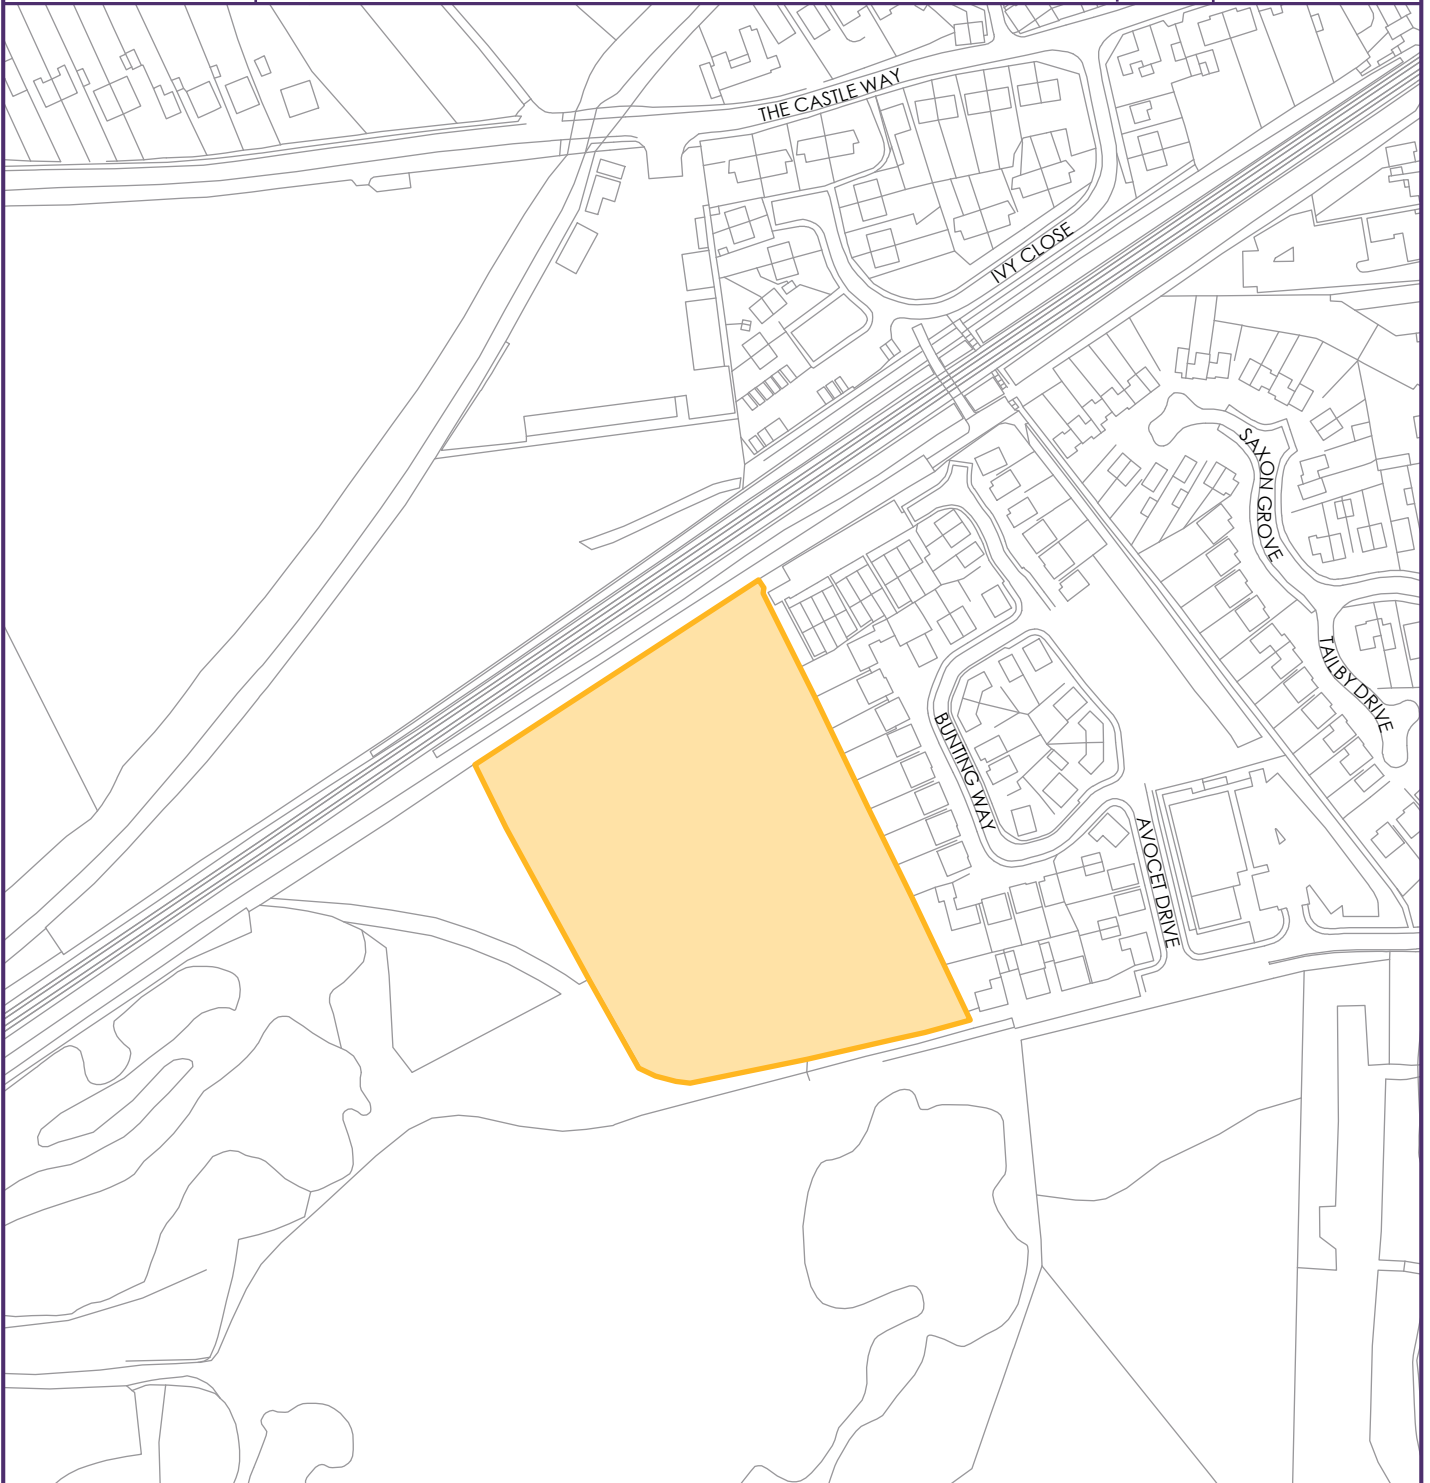 THE CASTLE WAY
IVY CLOSE
SAXON GROVE
TAILBY DRIVE
BUNTING WAY
AVOCET DRIVE